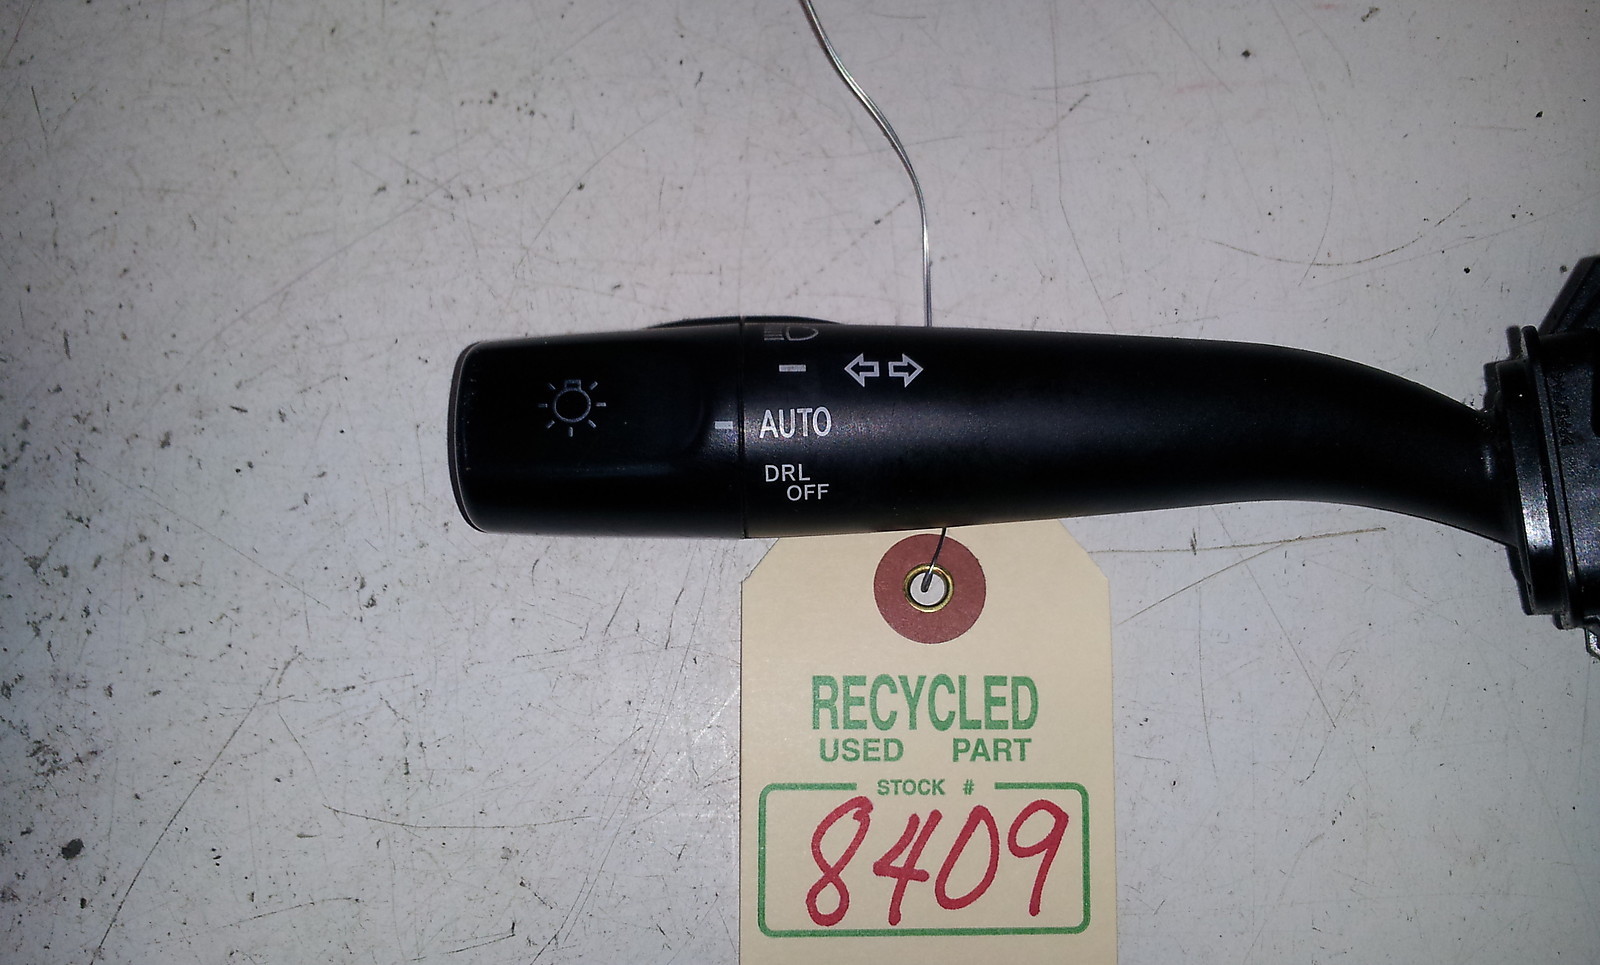 AUTO
DRL
OFF
RECYCLED
USED PART
STOCK #
8409